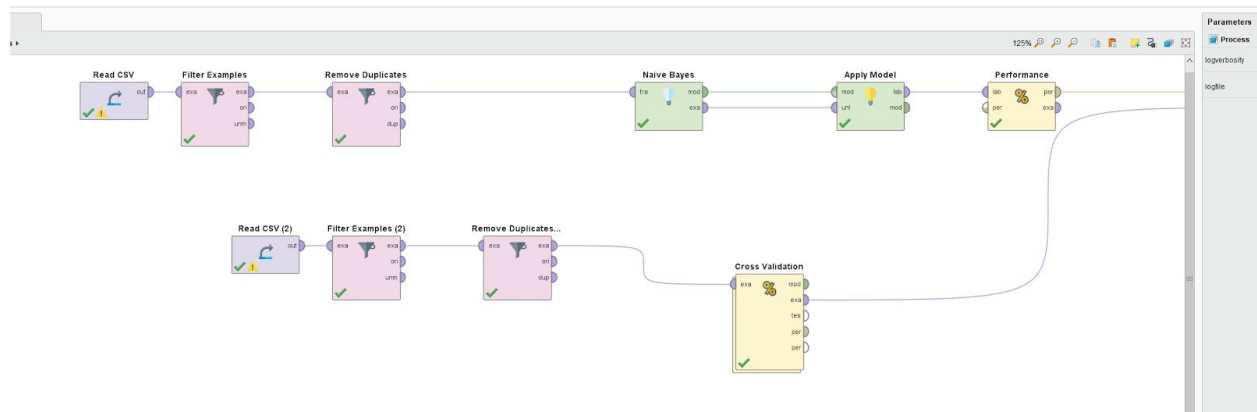 Parameters
125%
Process
logverbosity
logfile
Read CSV
out
Filter Examples
exa
exa
ori
unm
Remove Duplicates
exa
exa
ori
dup
Naive Bayes
tra
mod
exa
Apply Model
mod
unl
lab
mod
Performance
lab
per
per
exa
Read CSV (2)
out
Filter Examples (2)
exa
exa
ori
unm
Remove Duplicates...
exa
exa
ori
dup
Cross Validation
exa
mod
exa
tes
per
per